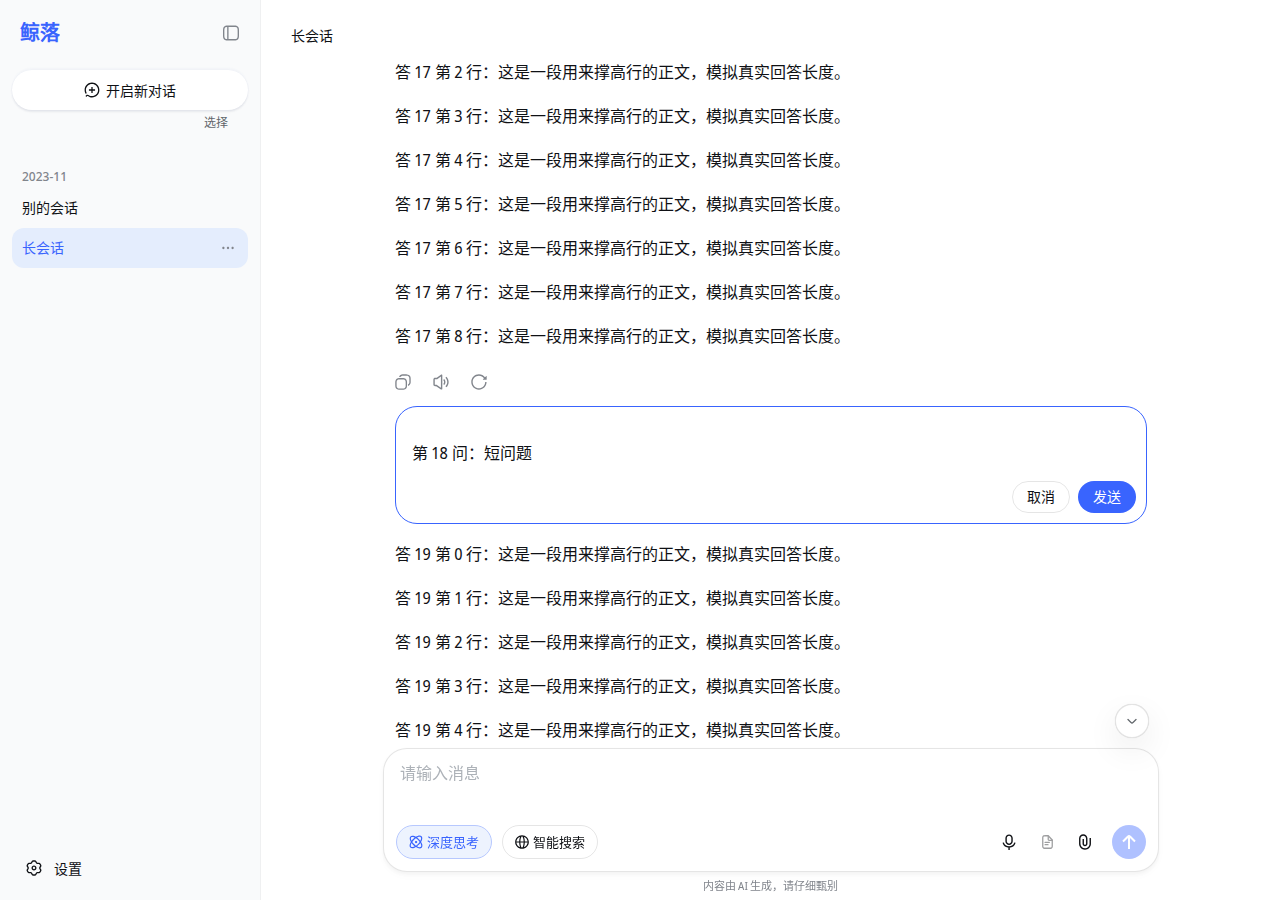 鲸落
开启新对话
选择
2023-11
别的会话
长会话
设置
长会话
答 17 第 2 行：这是一段用来撑高行的正文，模拟真实回答长度。
答 17 第 3 行：这是一段用来撑高行的正文，模拟真实回答长度。
答 17 第 4 行：这是一段用来撑高行的正文，模拟真实回答长度。
答 17 第 5 行：这是一段用来撑高行的正文，模拟真实回答长度。
答 17 第 6 行：这是一段用来撑高行的正文，模拟真实回答长度。
答 17 第 7 行：这是一段用来撑高行的正文，模拟真实回答长度。
答 17 第 8 行：这是一段用来撑高行的正文，模拟真实回答长度。
第 18 问：短问题
取消 发送
答 19 第 0 行：这是一段用来撑高行的正文，模拟真实回答长度。
答 19 第 1 行：这是一段用来撑高行的正文，模拟真实回答长度。
答 19 第 2 行：这是一段用来撑高行的正文，模拟真实回答长度。
答 19 第 3 行：这是一段用来撑高行的正文，模拟真实回答长度。
答 19 第 4 行：这是一段用来撑高行的正文，模拟真实回答长度。
请输入消息
深度思考 智能搜索
内容由 AI 生成，请仔细甄别